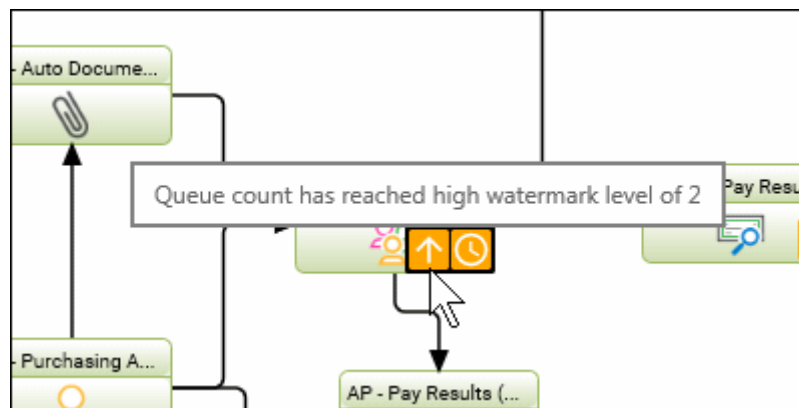 - Auto Docume...
Queue count has reached high watermark level of 2
Pay Resu
- Purchasing A...
AP - Pay Results (...